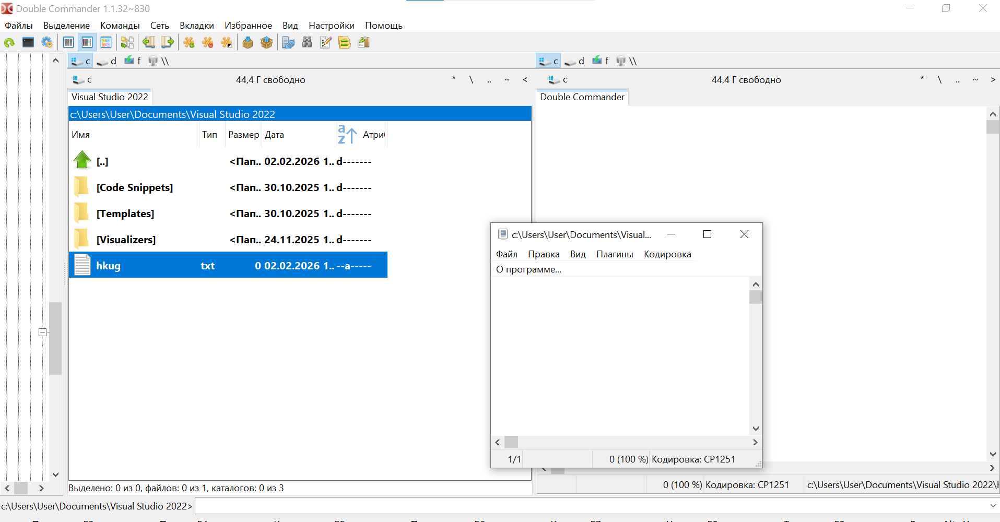 Double Commander 1.1.32~830
Файлы Выделение Команды Сеть Вкладки Избранное Вид Настройки Помощь
c d f \\
c 44,4 Г свободно * \ .. ~ <
Visual Studio 2022
c:\Users\User\Documents\Visual Studio 2022
Имя Тип Размер Дата Атри
[..] <Пап.. 02.02.2026 1.. d-------
[Code Snippets] <Пап.. 30.10.2025 1.. d-------
[Templates] <Пап.. 30.10.2025 1.. d-------
[Visualizers] <Пап.. 24.11.2025 1.. d-------
hkug txt 0 02.02.2026 1.. --a-----
Выделено: 0 из 0, файлов: 0 из 1, каталогов: 0 из 3
c d f \\
c 44,4 Г свободно * \ .. ~ >
Double Commander
c:\Users\User\Documents\Visual...
Файл Правка Вид Плагины Кодировка
О программе...
1/1 0 (100 %) Кодировка: CP1251
0 (100 %) Кодировка: CP1251 c:\Users\User\Documents\Visual Studio 2022\
c:\Users\User\Documents\Visual Studio 2022>